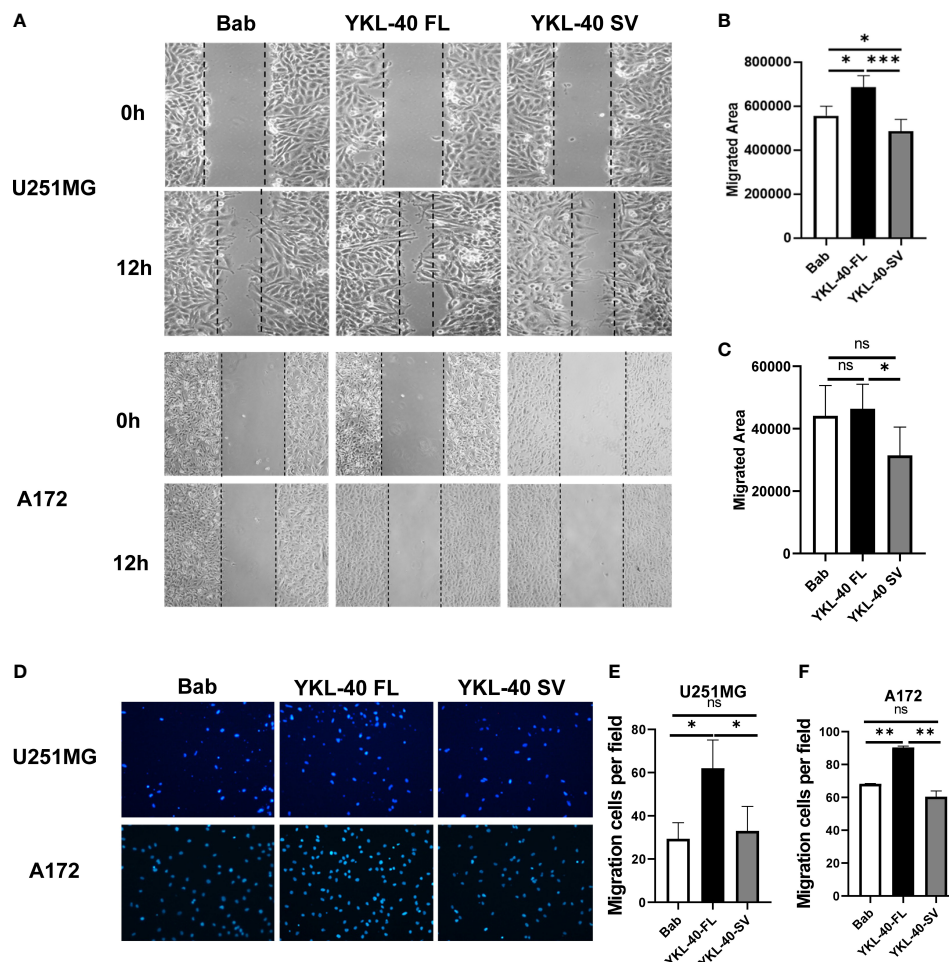 A
Bab
YKL-40 FL
YKL-40 SV
0h
U251MG
12h
0h
A172
12h
B
*
* ***
800000
600000
400000
200000
0
Migrated Area
Bab
YKL-40-FL
YKL-40-SV
C
ns
ns *
60000
40000
20000
0
Migrated Area
Bab
YKL-40 FL
YKL-40 SV
D
Bab
YKL-40 FL
YKL-40 SV
U251MG
A172
E
U251MG
ns
* *
80
60
40
20
0
Migration cells per field
Bab
YKL-40-FL
YKL-40-SV
F
A172
ns
** **
100
80
60
40
20
0
Migration cells per field
Bab
YKL-40-FL
YKL-40-SV